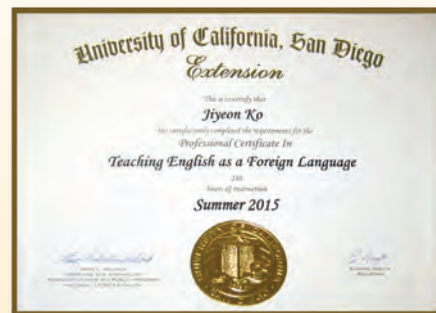 University of California, San Diego
Extension
This is to certify that
Jiyeon Ko
has satisfactorily completed the requirements for the
Professional Certificate In
Teaching English as a Foreign Language
hours of instruction
Summer 2015